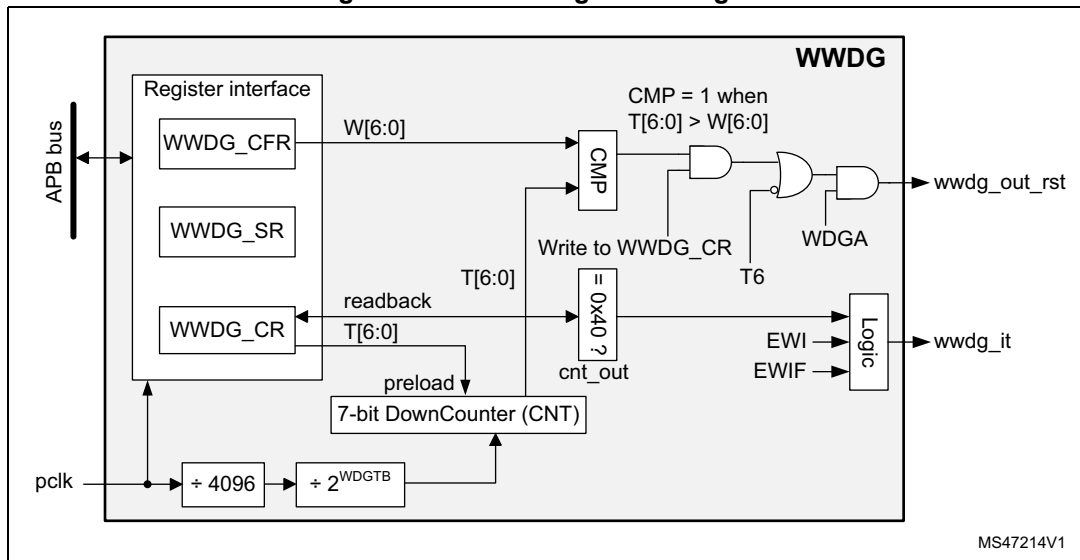 WWDG
Register interface
CMP = 1 when
T[6:0] > W[6:0]
APB bus
WWDG_CFR
W[6:0]
CMP
wwdg_out_rst
WWDG_SR
Write to WWDG_CR
WDGA
T6
T[6:0]
readback
WWDG_CR
T[6:0]
= 0x40 ?
cnt_out
Logic
EWI
EWIF
wwdg_it
preload
7-bit DownCounter (CNT)
pclk
÷ 4096
÷ 2^WDGTB
MS47214V1